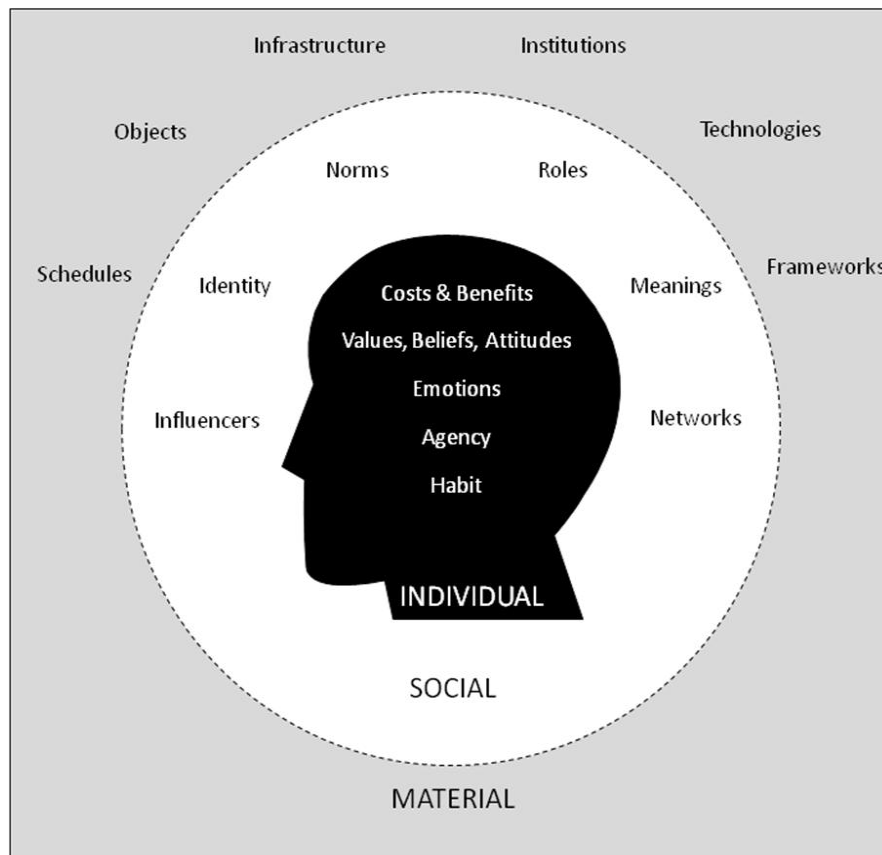 Infrastructure
Institutions
Objects
Technologies
Norms
Roles
Schedules
Frameworks
Identity
Meanings
Costs & Benefits
Values, Beliefs, Attitudes
Emotions
Influencers
Networks
Agency
Habit
INDIVIDUAL
SOCIAL
MATERIAL